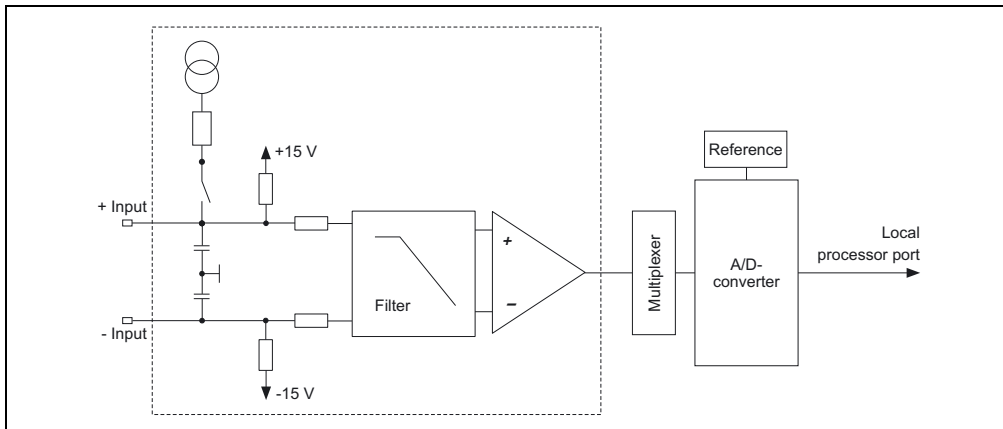 +15 V
Reference
+ Input
+
Local
processor port
A/D-
converter
Multiplexer
Filter
−
- Input
-15 V